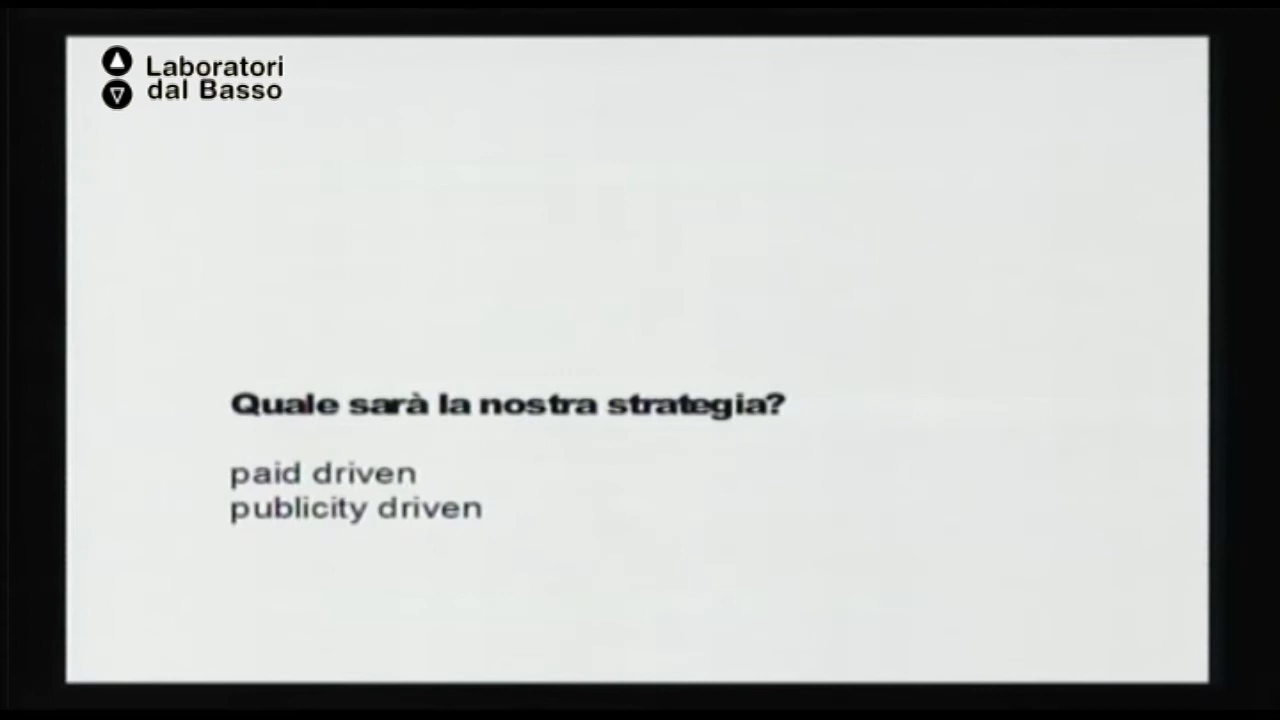 Laboratori
dal Basso
Quale sarà la nostra strategia?
paid driven
publicity driven